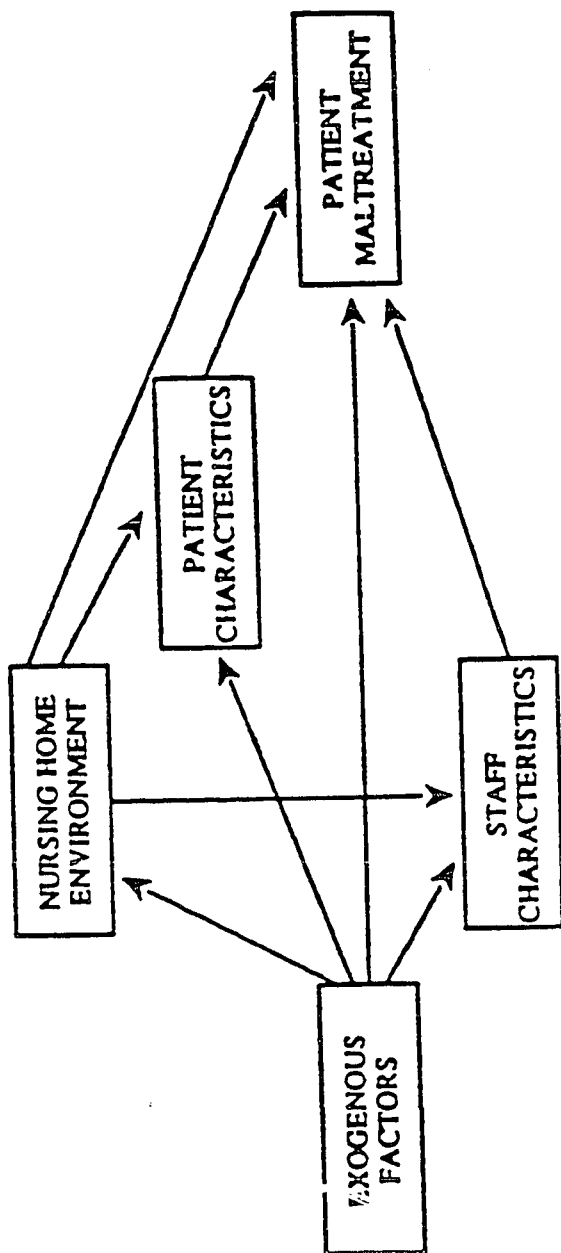 NURSING HOME
ENVIRONMENT
PATIENT
CHARACTERISTICS
PATIENT
MALTREATMENT
EXOGENOUS
FACTORS
STAFF
CHARACTERISTICS